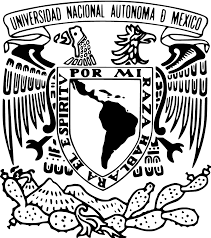 UNIVERSIDAD NACIONAL AUTONOMA D MEXICO
POR MI RAZA HABLARA EL ESPIRITU